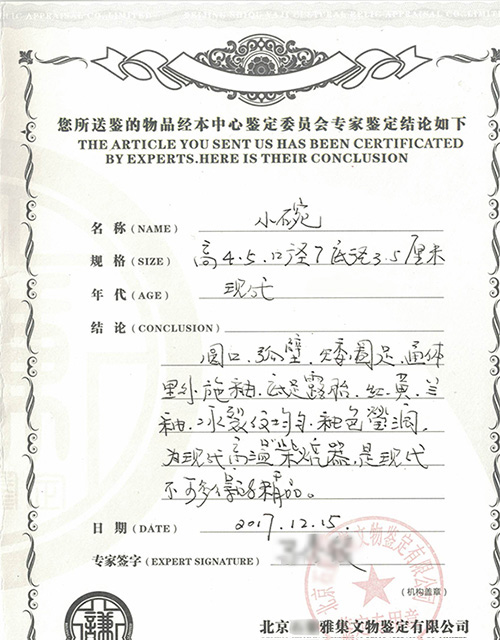 您所送鉴的物品经本中心鉴定委员会专家鉴定结论如下
THE ARTICLE YOU SENT US HAS BEEN CERTIFICATED
BY EXPERTS.HERE IS THEIR CONCLUSION
名 称 (NAME) 小碗
规 格 (SIZE) 高4.5.口径7底径3.5厘米
年 代 (AGE) 现代
结 论 (CONCLUSION)
圆口、弧壁、矮圈足、通体
里外施釉、底足露胎、红、黄、兰
釉、冰裂纹均匀、釉色莹润、
为现代高温柴烧瓷器、是现代
不可多得的精品。
日 期 (DATE) 2017.12.15.
专家签字 (EXPERT SIGNATURE)
(机构盖章)
北京 雅集文物鉴定有限公司